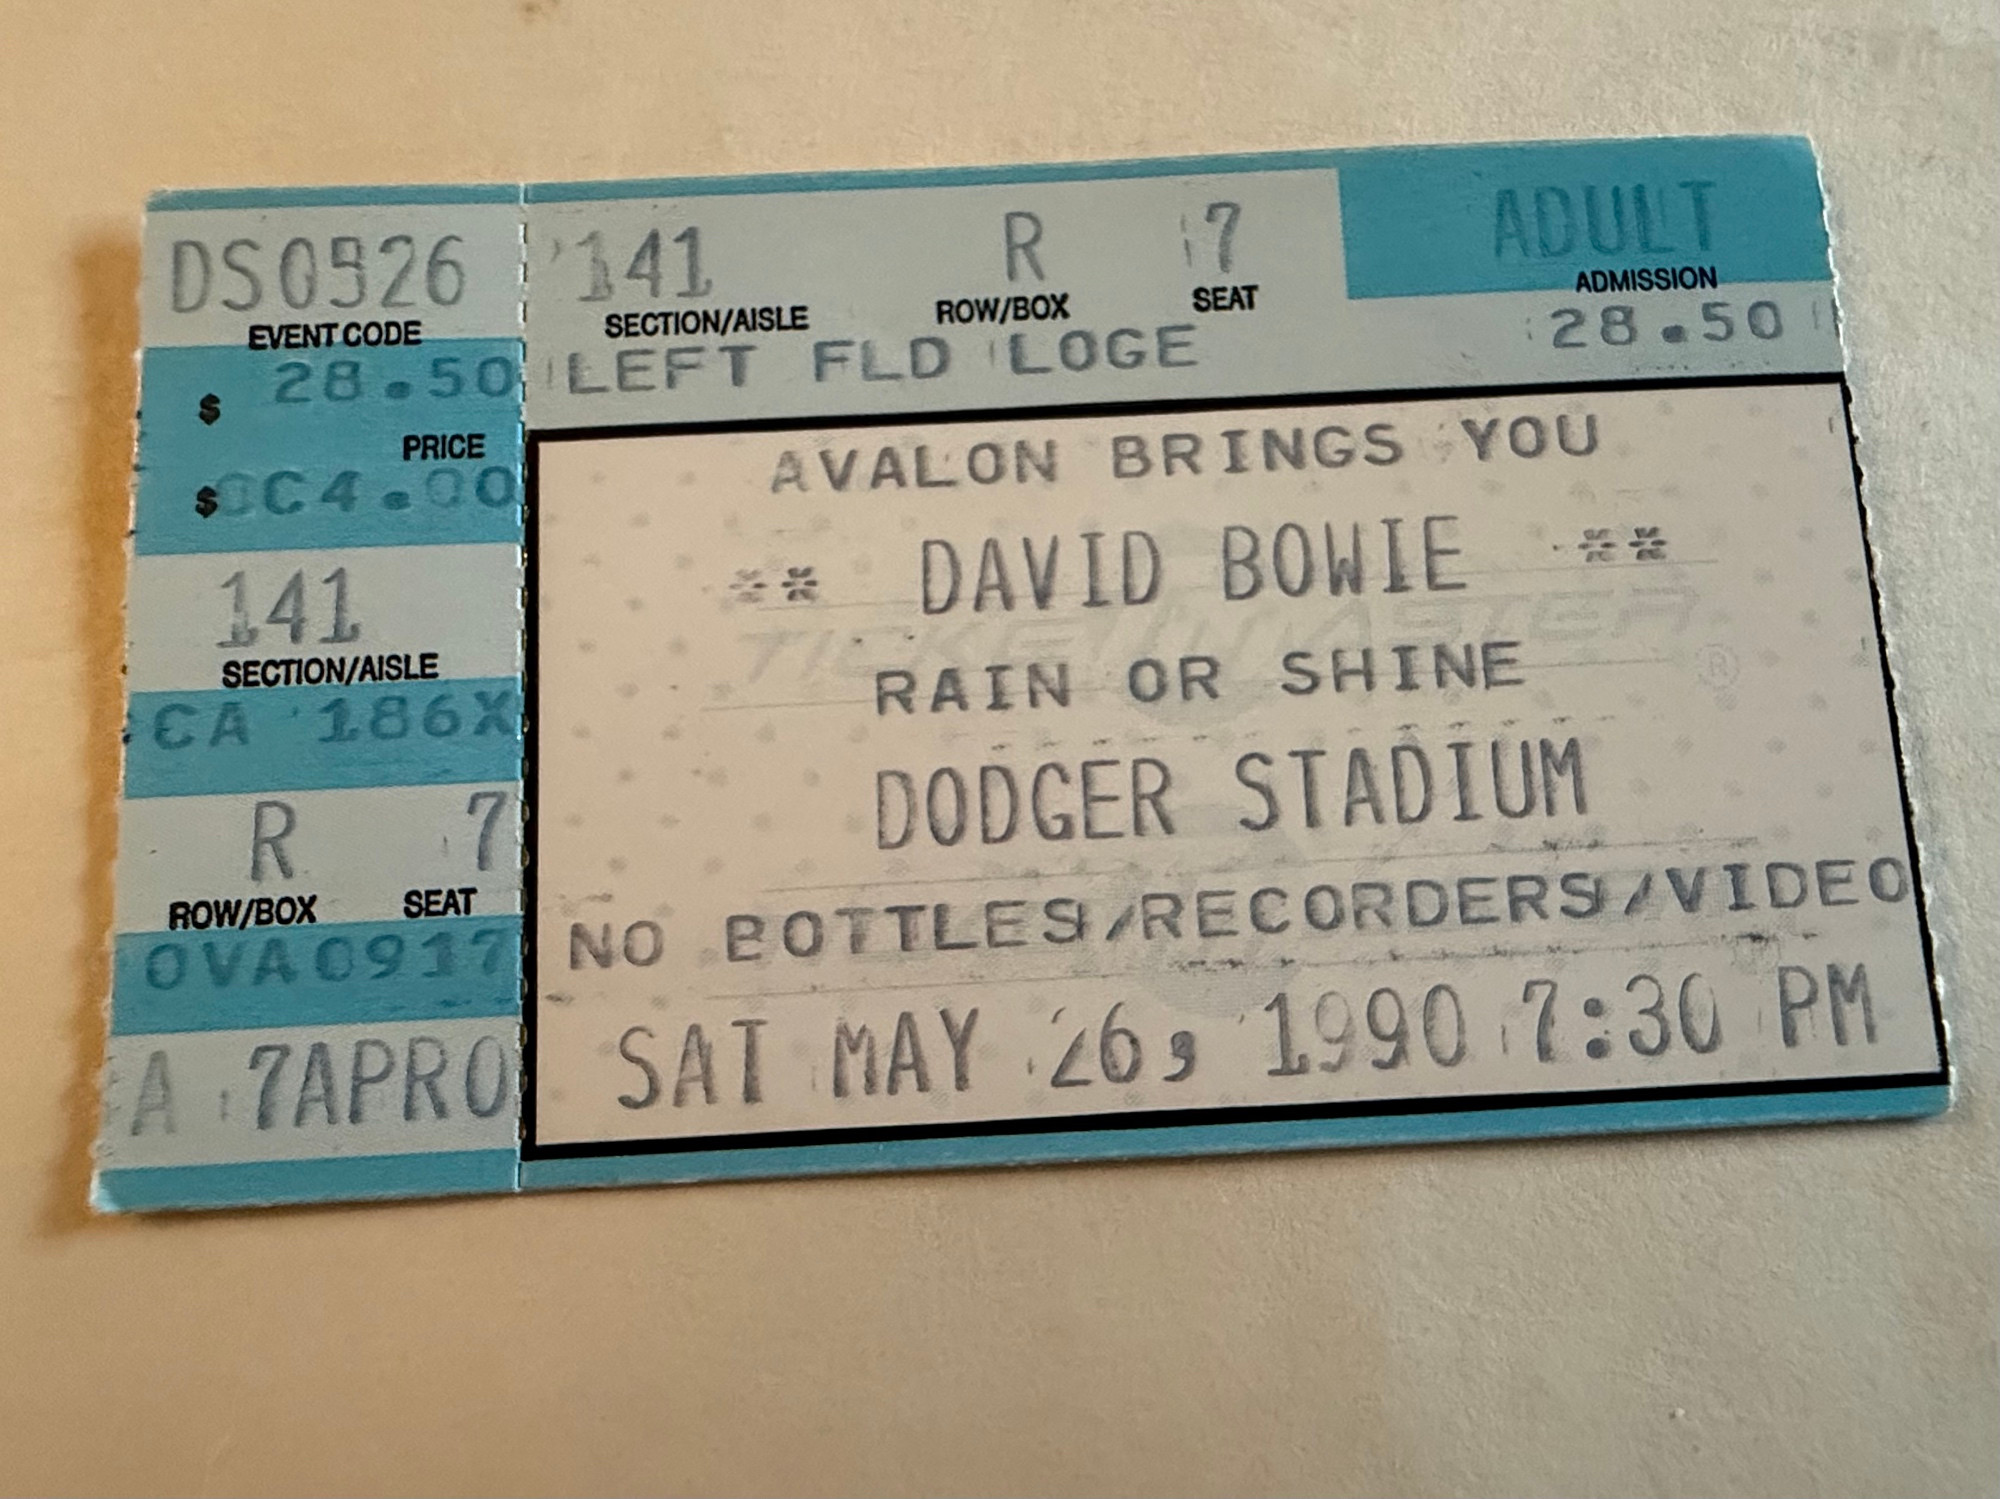 DS0526
EVENT CODE
$ 28.50
PRICE
$ CC4.00
141
SECTION/AISLE
CA 186X
R 7
ROW/BOX SEAT
OVA0917
A 7APR0
141 R 7 ADULT
SECTION/AISLE ROW/BOX SEAT ADMISSION
LEFT FLD LOGE 28.50
AVALON BRINGS YOU
** DAVID BOWIE **
TICKETMASTER ®
RAIN OR SHINE
DODGER STADIUM
NO BOTTLES/RECORDERS/VIDEO
SAT MAY 26, 1990 7:30 PM